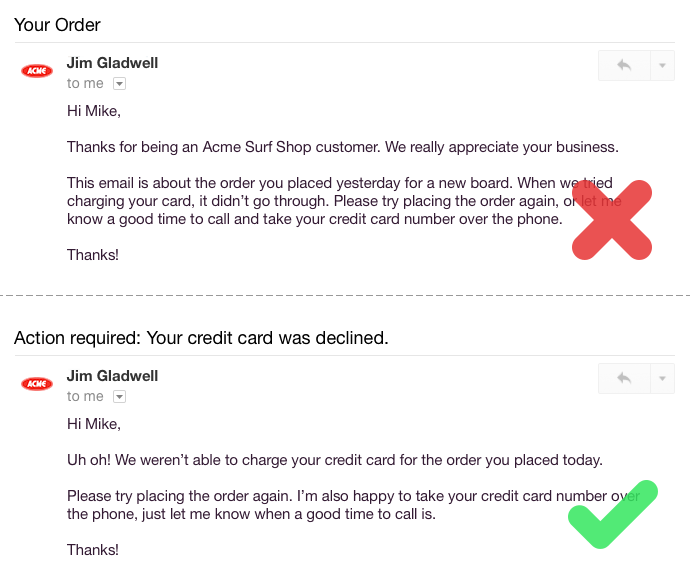 Your Order
ACME
Jim Gladwell
to me
Hi Mike,
Thanks for being an Acme Surf Shop customer. We really appreciate your business.
This email is about the order you placed yesterday for a new board. When we tried
charging your card, it didn’t go through. Please try placing the order again, or let me
know a good time to call and take your credit card number over the phone.
Thanks!
Action required: Your credit card was declined.
ACME
Jim Gladwell
to me
Hi Mike,
Uh oh! We weren’t able to charge your credit card for the order you placed today.
Please try placing the order again. I’m also happy to take your credit card number over
the phone, just let me know when a good time to call is.
Thanks!